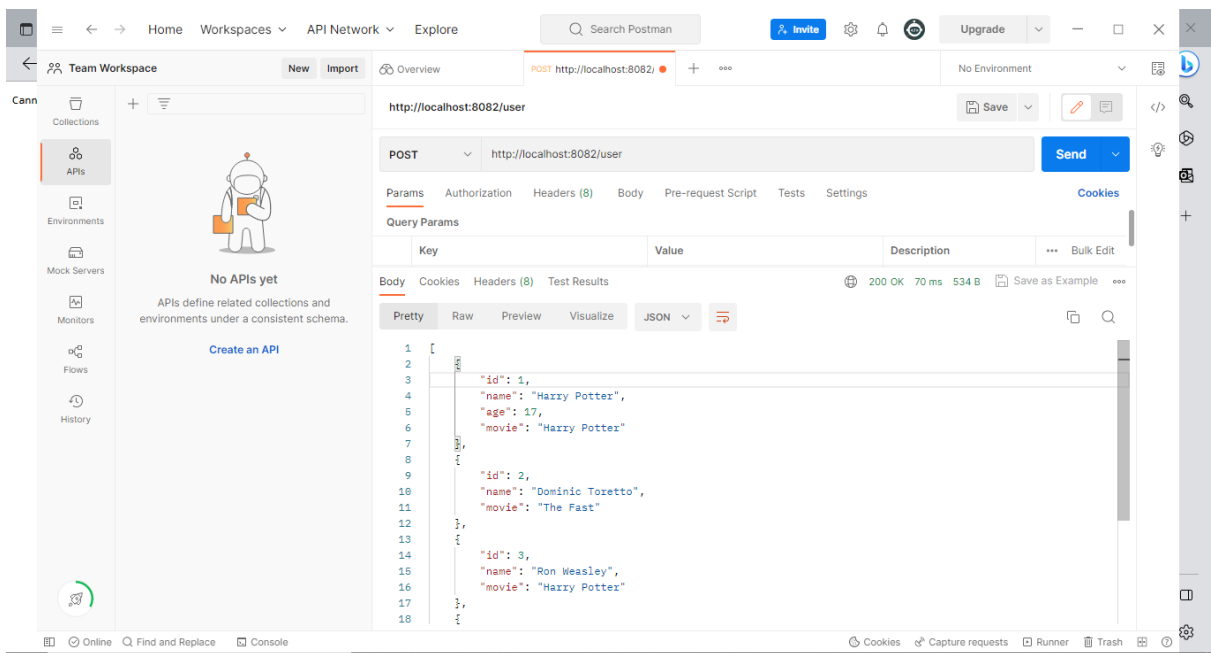 Home Workspaces API Network Explore Search Postman Invite Upgrade
Team Workspace New Import Overview POST http://localhost:8082/ No Environment
Cann
Collections
http://localhost:8082/user Save
APIs
POST http://localhost:8082/user Send
Params Authorization Headers (8) Body Pre-request Script Tests Settings Cookies
Environments
Query Params
Key Value Description Bulk Edit
Mock Servers
Body Cookies Headers (8) Test Results 200 OK 70 ms 534 B Save as Example
No APIs yet
APIs define related collections and
environments under a consistent schema.
Create an API
Monitors
Flows
History
Pretty Raw Preview Visualize JSON
1 [
2 {
3 "id": 1,
4 "name": "Harry Potter",
5 "age": 17,
6 "movie": "Harry Potter"
7 },
8 {
9 "id": 2,
10 "name": "Dominic Toretto",
11 "movie": "The Fast"
12 },
13 {
14 "id": 3,
15 "name": "Ron Weasley",
16 "movie": "Harry Potter"
17 },
18 {
Online Find and Replace Console Cookies Capture requests Runner Trash